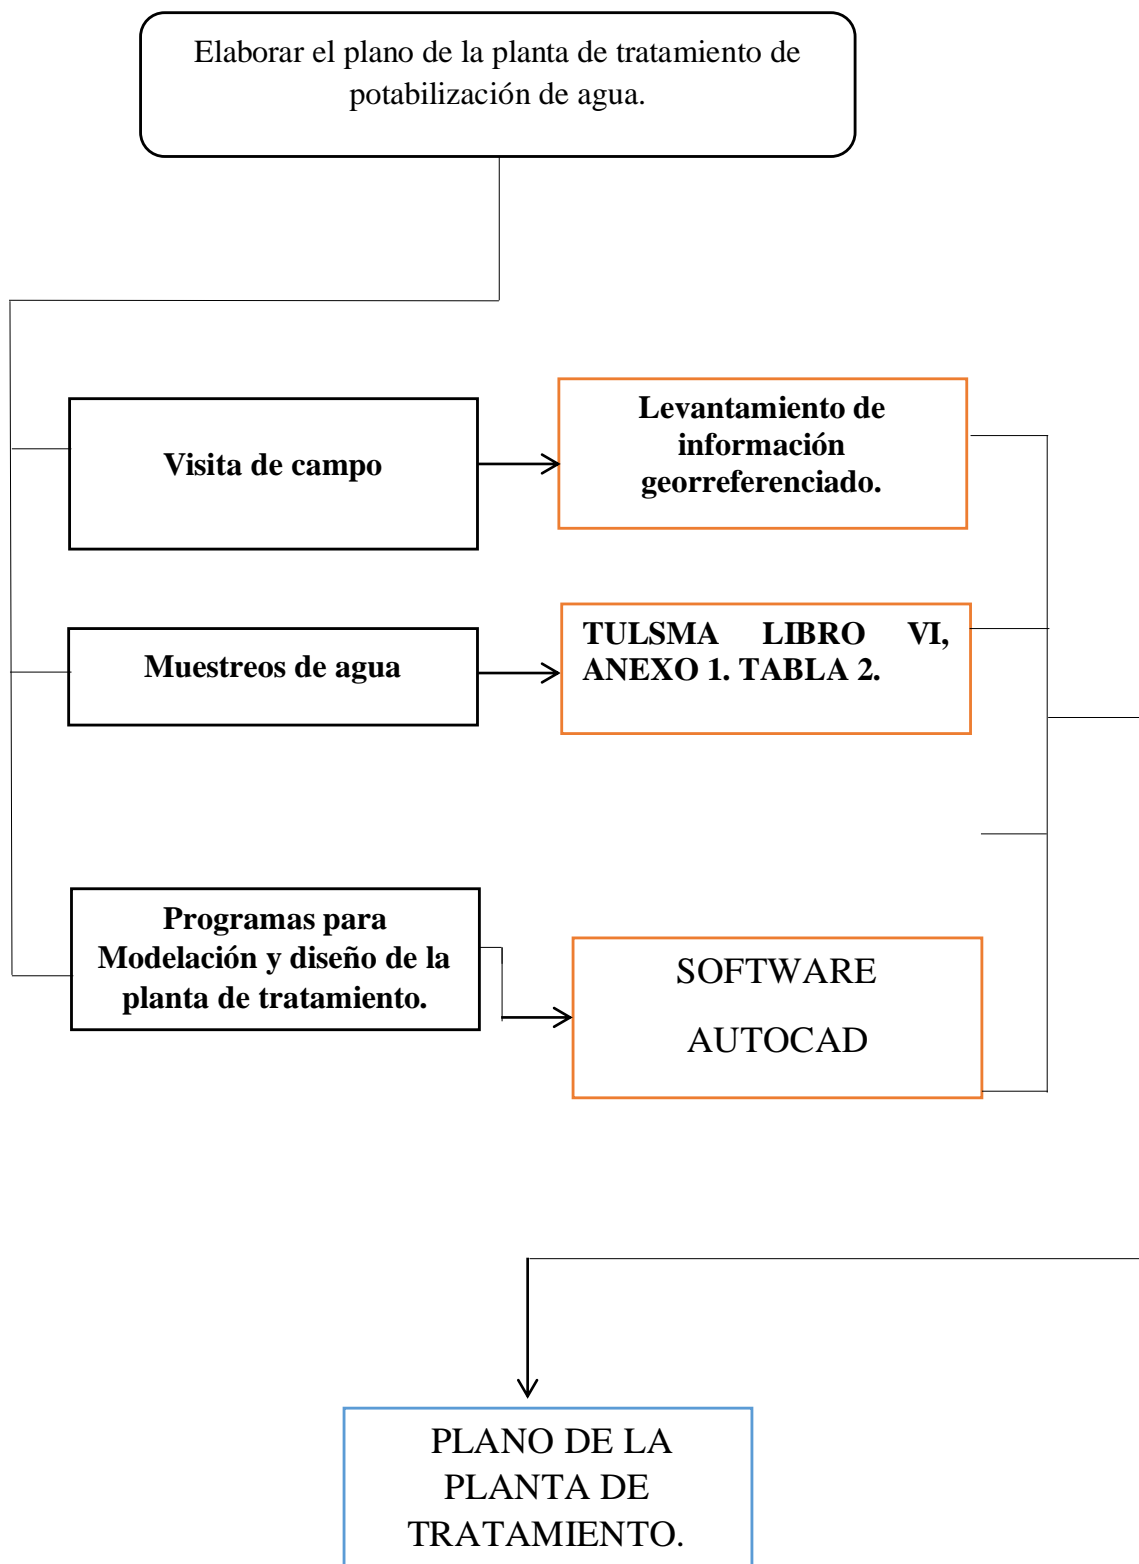 Elaborar el plano de la planta de tratamiento de
potabilización de agua.
Visita de campo
Levantamiento de
información
georreferenciado.
Muestreos de agua
TULSMA LIBRO VI,
ANEXO 1. TABLA 2.
Programas para
Modelación y diseño de la
planta de tratamiento.
SOFTWARE
AUTOCAD
PLANO DE LA
PLANTA DE
TRATAMIENTO.